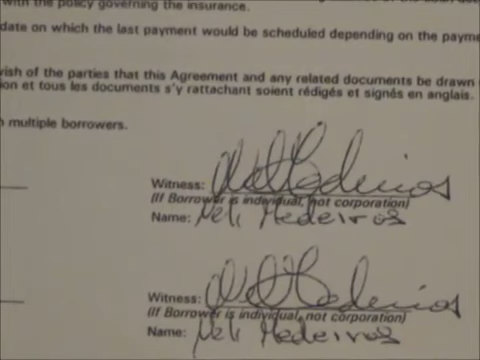 with the policy governing the insurance.
date on which the last payment would be scheduled depending on the payme
wish of the parties that this Agreement and any related documents be drawn
ion et tous les documents s'y rattachant soient rédigés et signés en anglais.
multiple borrowers.
Witness: Medeiros
(If Borrower is individual, not corporation)
Name: Neli Medeiros
Witness: Medeiros
(If Borrower is individual, not corporation)
Name: Neli Medeiros